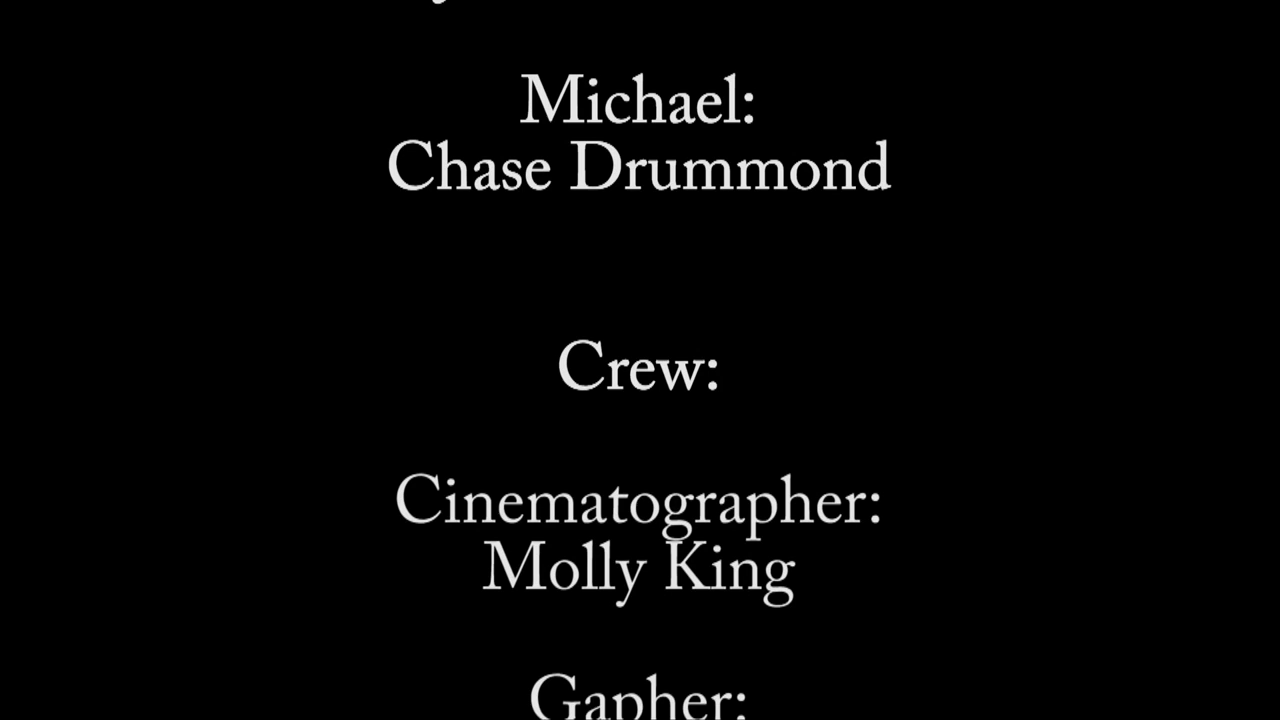 Michael:
Chase Drummond
Crew:
Cinematographer:
Molly King
Gapher: